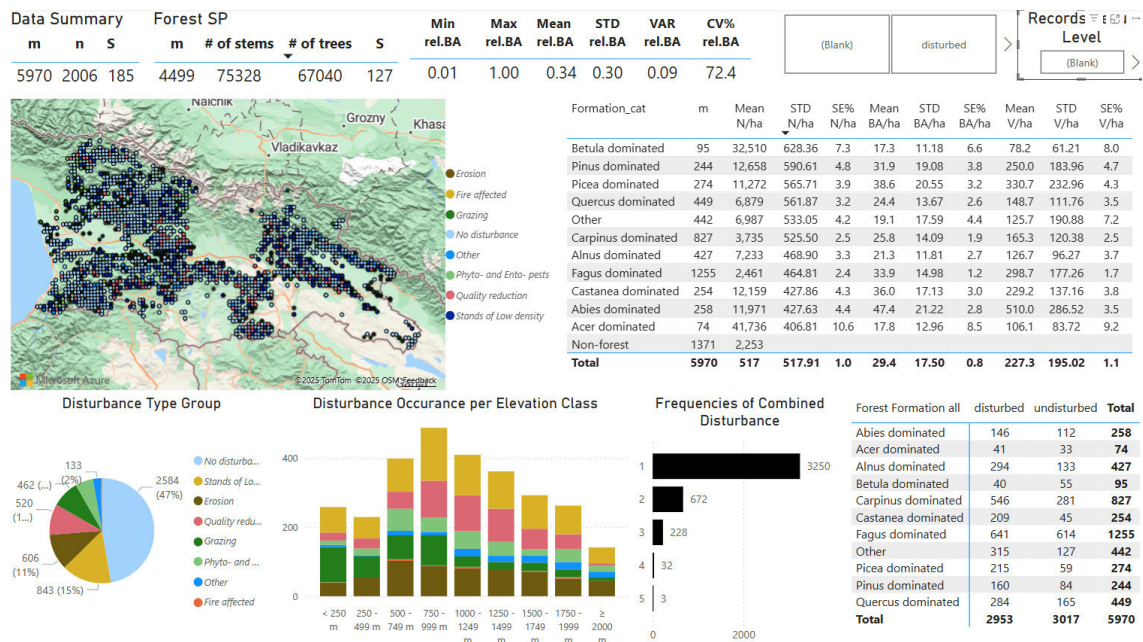 Data Summary
m n S
5970 2006 185
Forest SP
m # of stems # of trees S
4499 75328 67040 127
Min Max Mean STD VAR CV%
rel.BA rel.BA rel.BA rel.BA rel.BA rel.BA
0.01 1.00 0.34 0.30 0.09 72.4
(Blank) disturbed
Records
Level
(Blank)
Nalchik
Grozny
Khasa
Vladikavkaz
Microsoft Azure
©2025 TomTom ©2025 OSM Feedback
Erosion
Fire affected
Grazing
No disturbance
Other
Phyto- and Ento- pests
Quality reduction
Stands of Low density
Formation_cat m Mean STD SE% Mean STD SE% Mean STD SE%
N/ha N/ha N/ha BA/ha BA/ha BA/ha V/ha V/ha V/ha
Betula dominated 95 32,510 628.36 7.3 17.3 11.18 6.6 78.2 61.21 8.0
Pinus dominated 244 12,658 590.61 4.8 31.9 19.08 3.8 250.0 183.96 4.7
Picea dominated 274 11,272 565.71 3.9 38.6 20.55 3.2 330.7 232.96 4.3
Quercus dominated 449 6,879 561.87 3.2 24.4 13.67 2.6 148.7 111.76 3.5
Other 442 6,987 533.05 4.2 19.1 17.59 4.4 125.7 190.88 7.2
Carpinus dominated 827 3,735 525.50 2.5 25.8 14.09 1.9 165.3 120.38 2.5
Alnus dominated 427 7,233 468.90 3.3 21.3 11.81 2.7 126.7 96.27 3.7
Fagus dominated 1255 2,461 464.81 2.4 33.9 14.98 1.2 298.7 177.26 1.7
Castanea dominated 254 12,159 427.86 4.3 36.0 17.13 3.0 229.2 137.16 3.8
Abies dominated 258 11,971 427.63 4.4 47.4 21.22 2.8 510.0 286.52 3.5
Acer dominated 74 41,736 406.81 10.6 17.8 12.96 8.5 106.1 83.72 9.2
Non-forest 1371 2,253
Total 5970 517 517.91 1.0 29.4 17.50 0.8 227.3 195.02 1.1
Disturbance Type Group
133
(2%)
462 (...)
520
(1...
606
(11%)
843 (15%)
2584
(47%)
No disturba...
Stands of Lo...
Erosion
Quality redu...
Grazing
Phyto- and ...
Other
Fire affected
Disturbance Occurance per Elevation Class
400
200
0
< 250 250 - 500 - 750 - 1000 - 1250 - 1500 - 1750 - ≥
m 499 m 749 m 999 m 1249 1499 1749 1999 2000
m m m m m
Frequencies of Combined
Disturbance
1 3250
2 672
3 228
4 32
5 3
0 2000
Forest Formation all disturbed undisturbed Total
Abies dominated 146 112 258
Acer dominated 41 33 74
Alnus dominated 294 133 427
Betula dominated 40 55 95
Carpinus dominated 546 281 827
Castanea dominated 209 45 254
Fagus dominated 641 614 1255
Other 315 127 442
Picea dominated 215 59 274
Pinus dominated 160 84 244
Quercus dominated 284 165 449
Total 2953 3017 5970